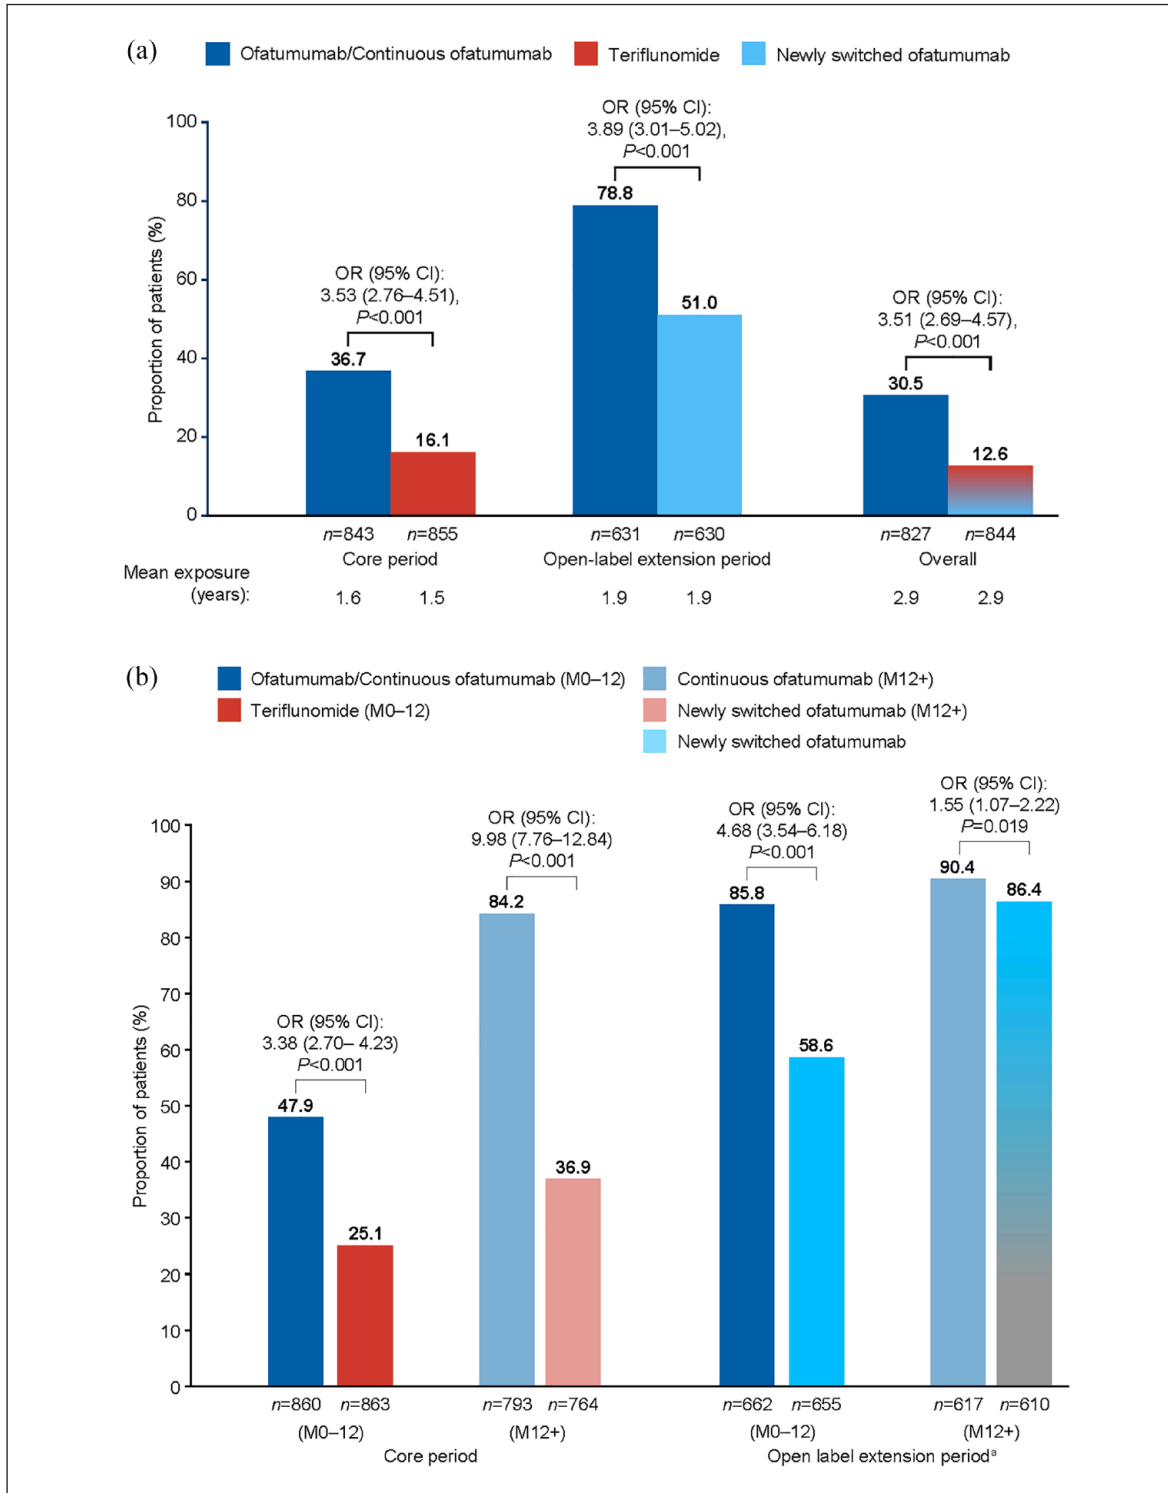 (a)
Ofatumumab/Continuous ofatumumab
Teriflunomide
Newly switched ofatumumab
Proportion of patients (%)
100
80
60
40
20
0
OR (95% CI):
3.53 (2.76–4.51),
P<0.001
36.7
16.1
OR (95% CI):
3.89 (3.01–5.02),
P<0.001
78.8
51.0
OR (95% CI):
3.51 (2.69–4.57),
P<0.001
30.5
12.6
n=843 n=855
n=631 n=630
n=827 n=844
Core period
Open-label extension period
Overall
Mean exposure
(years):
1.6 1.5
1.9 1.9
2.9 2.9
(b)
Ofatumumab/Continuous ofatumumab (M0–12)
Teriflunomide (M0–12)
Continuous ofatumumab (M12+)
Newly switched ofatumumab (M12+)
Newly switched ofatumumab
Proportion of patients (%)
100
90
80
70
60
50
40
30
20
10
0
OR (95% CI):
3.38 (2.70– 4.23)
P<0.001
47.9
25.1
OR (95% CI):
9.98 (7.76–12.84)
P<0.001
84.2
36.9
OR (95% CI):
4.68 (3.54–6.18)
P<0.001
85.8
58.6
OR (95% CI):
1.55 (1.07–2.22)
P=0.019
90.4
86.4
n=860 n=863
n=793 n=764
n=662 n=655
n=617 n=610
(M0–12)
(M12+)
(M0–12)
(M12+)
Core period
Open label extension periodª